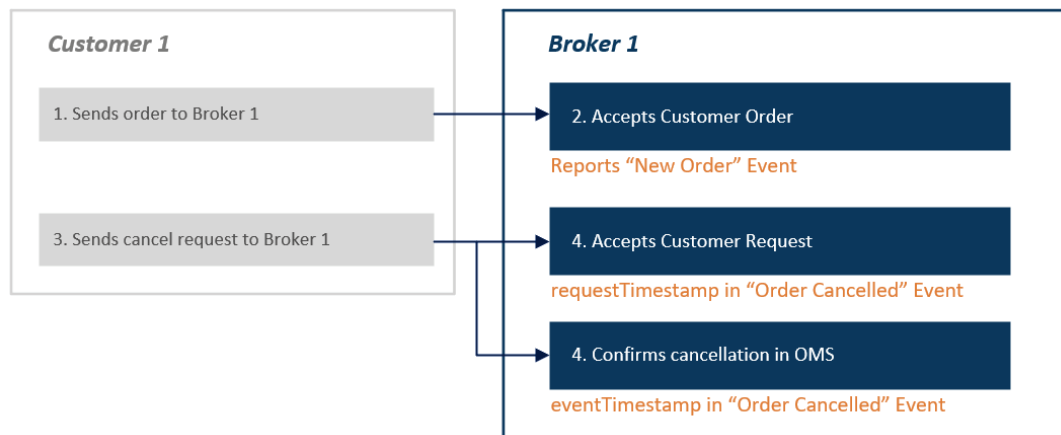 Customer 1
Broker 1
1. Sends order to Broker 1
2. Accepts Customer Order
Reports “New Order” Event
3. Sends cancel request to Broker 1
4. Accepts Customer Request
requestTimestamp in “Order Cancelled” Event
4. Confirms cancellation in OMS
eventTimestamp in “Order Cancelled” Event